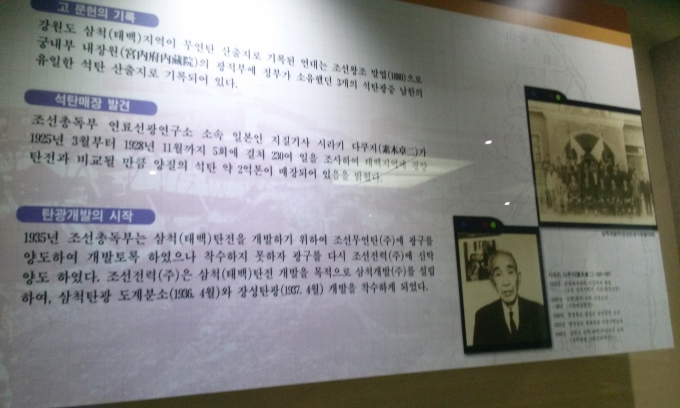 고 문헌의 기록
강원도 삼척(태백)지역이 무연탄 산출지로 기록된 연대는 조선왕조 말엽(1880)으로
궁내부 내장원(宮內府內藏院)의 광적부에 정부가 소유했던 3개의 석탄광중 남한의
유일한 석탄 산출지로 기록되어 있다.
석탄매장 발견
조선총독부 연료선광연구소 소속 일본인 지질기사 시라키 다쿠지(素木卓二)가
1925년 3월부터 1928년 11월까지 5회에 걸쳐 230여 일을 조사하여 태백지역에 평양
탄전과 비교될 만큼 양질의 석탄 약 2억톤이 매장되어 있음을 밝혔다.
탄광개발의 시작
1935년 조선총독부는 삼척(태백)탄전을 개발하기 위하여 조선무연탄(주)에 광구를
양도하여 개발토록 하였으나 착수하지 못하자 광구를 다시 조선전력(주)에 신탁
양도 하였다. 조선전력(주)은 삼척(태백)탄전 개발을 목적으로 삼척개발(주)를 설립
하여, 삼척탄광 도계분소(1936. 4월)와 장성탄광(1937. 4월) 개발을 착수하게 되었다.